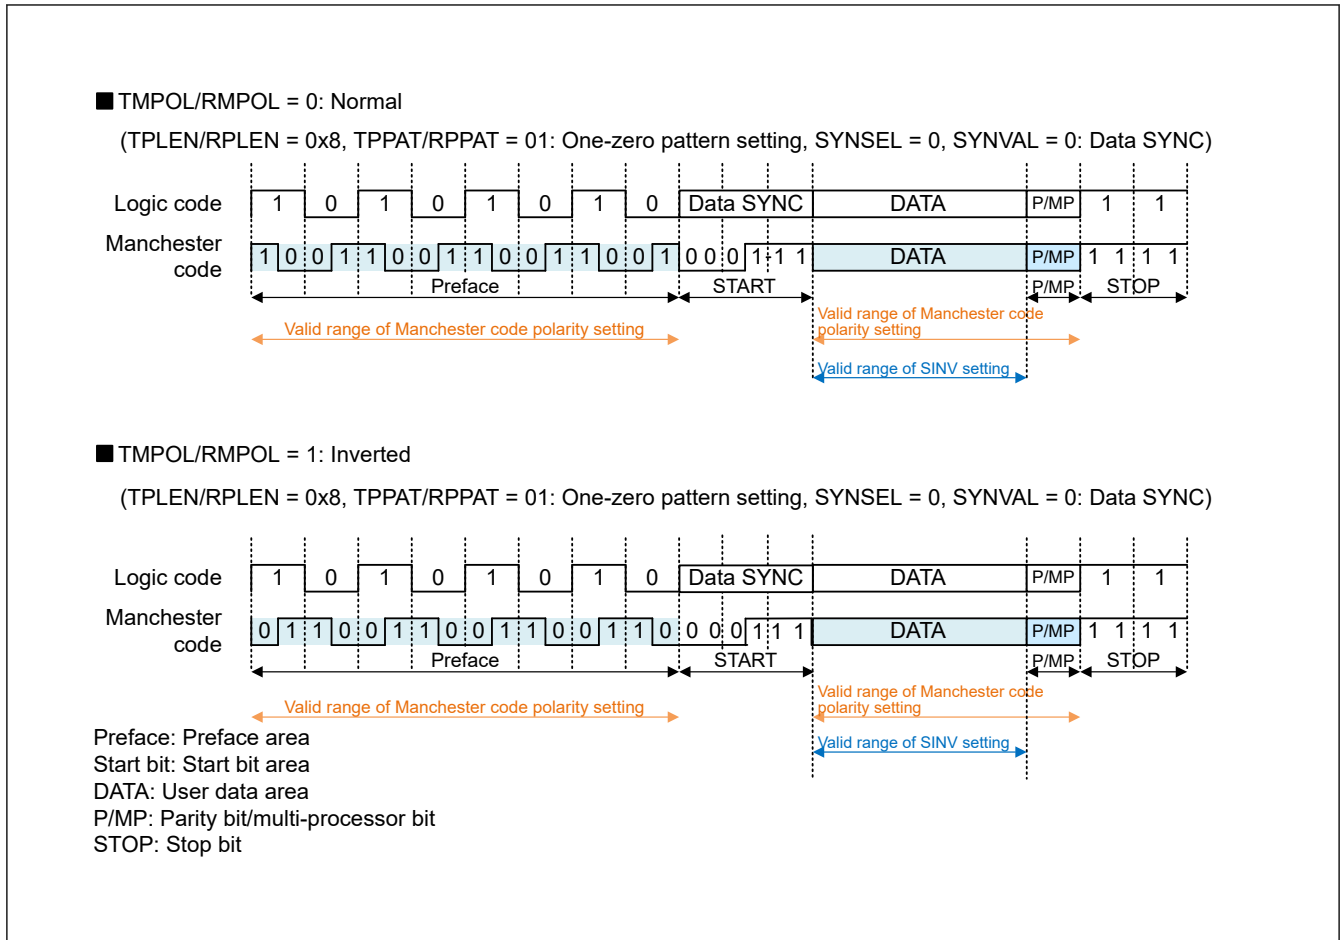 ■ TMPOL/RMPOL = 0: Normal
(TPLEN/RPLEN = 0x8, TPPAT/RPPAT = 01: One-zero pattern setting, SYNSEL = 0, SYNVAL = 0: Data SYNC)
Logic code 1 0 1 0 1 0 1 0 Data SYNC DATA P/MP 1 1
Manchester code 1 0 0 1 1 0 0 1 1 0 0 1 1 0 0 1 0 0 0 1 1 1 DATA P/MP 1 1 1 1
Preface START P/MP STOP
Valid range of Manchester code polarity setting
Valid range of Manchester code
polarity setting
Valid range of SINV setting
■ TMPOL/RMPOL = 1: Inverted
(TPLEN/RPLEN = 0x8, TPPAT/RPPAT = 01: One-zero pattern setting, SYNSEL = 0, SYNVAL = 0: Data SYNC)
Logic code 1 0 1 0 1 0 1 0 Data SYNC DATA P/MP 1 1
Manchester code 0 1 1 0 0 1 1 0 0 1 1 0 0 1 1 0 0 0 0 1 1 1 DATA P/MP 1 1 1 1
Preface START P/MP STOP
Valid range of Manchester code polarity setting
Valid range of Manchester code
polarity setting
Valid range of SINV setting
Preface: Preface area
Start bit: Start bit area
DATA: User data area
P/MP: Parity bit/multi-processor bit
STOP: Stop bit